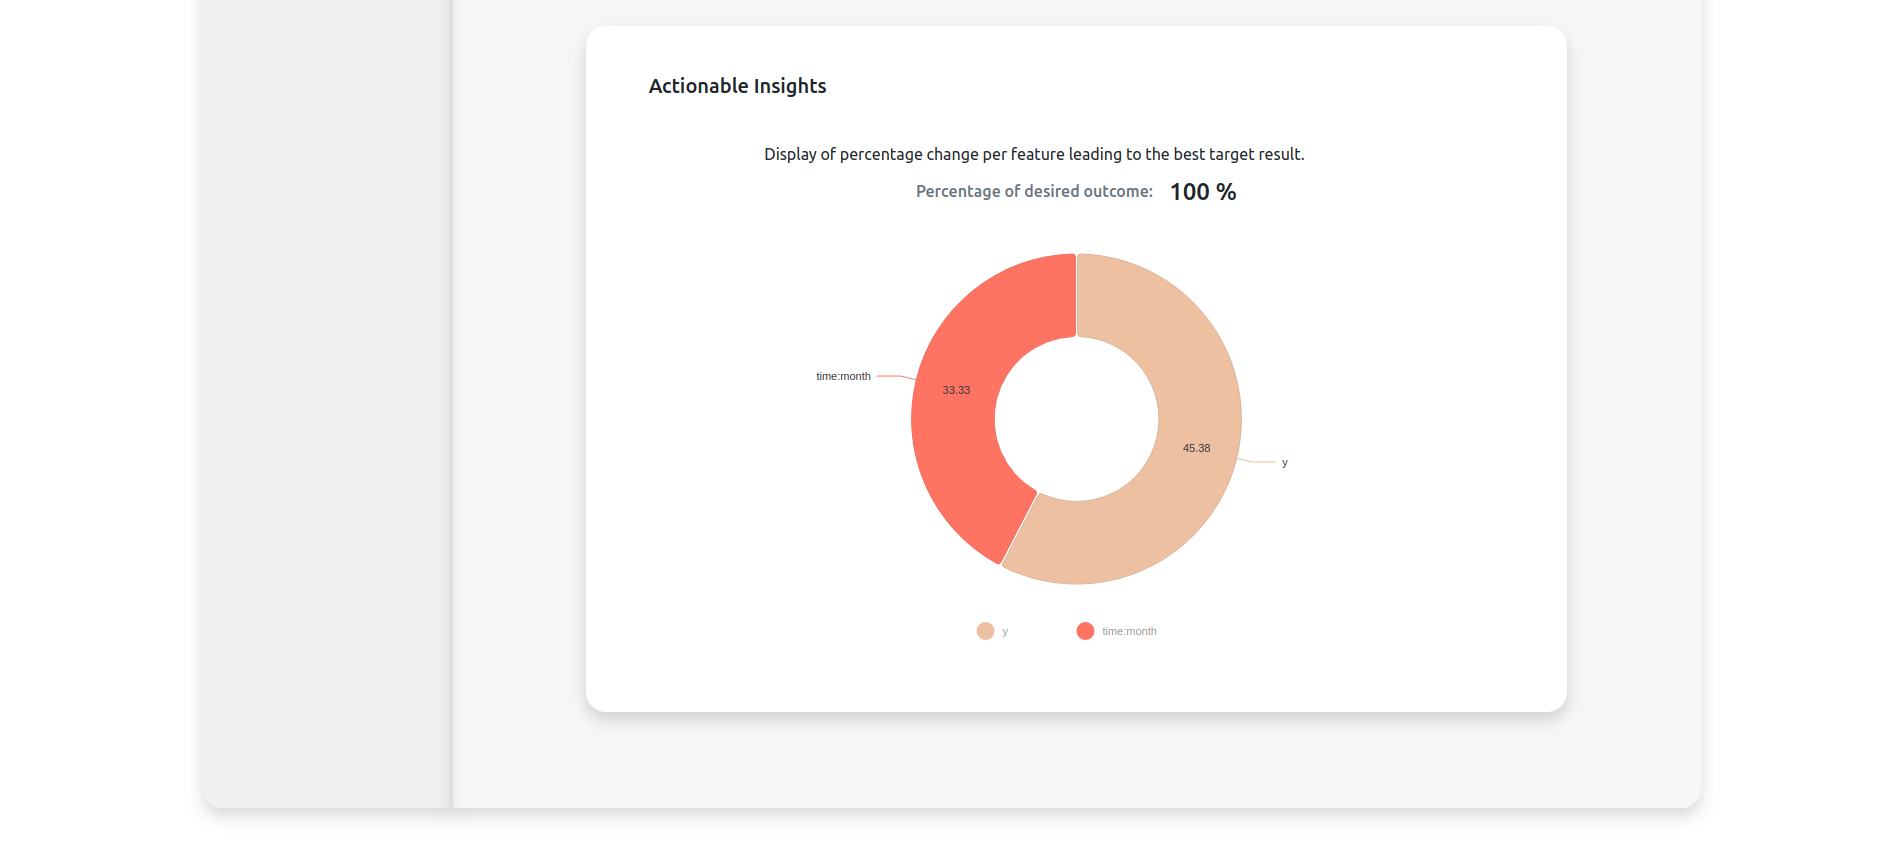 Actionable Insights
Display of percentage change per feature leading to the best target result.
Percentage of desired outcome: 100 %
time:month
33.33
45.38
y
y
time:month